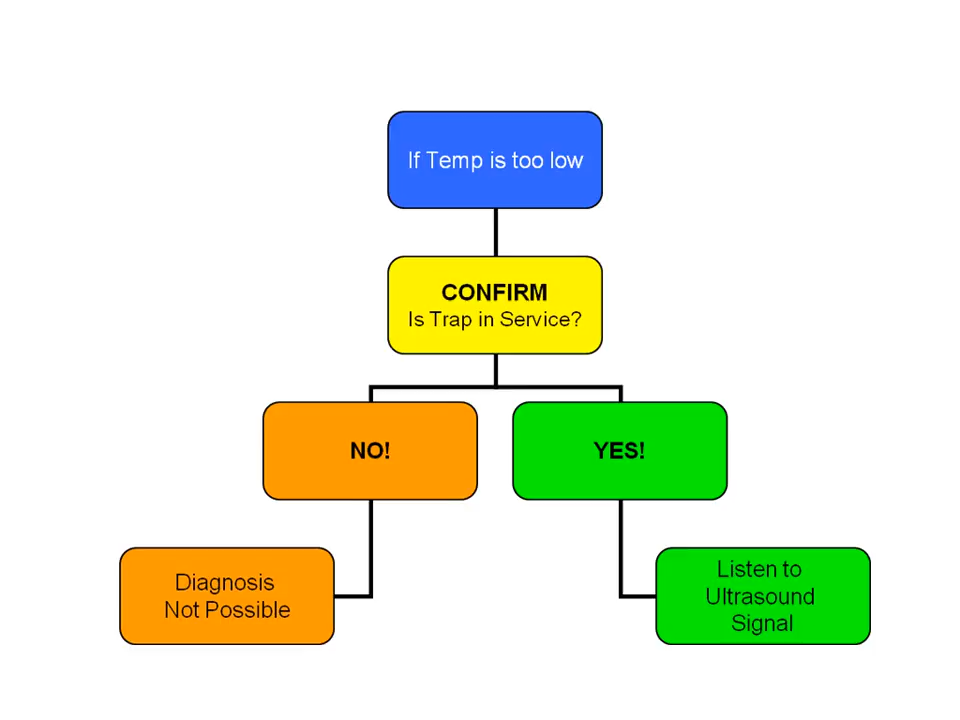 If Temp is too low
CONFIRM
Is Trap in Service?
NO!
YES!
Diagnosis
Not Possible
Listen to
Ultrasound
Signal